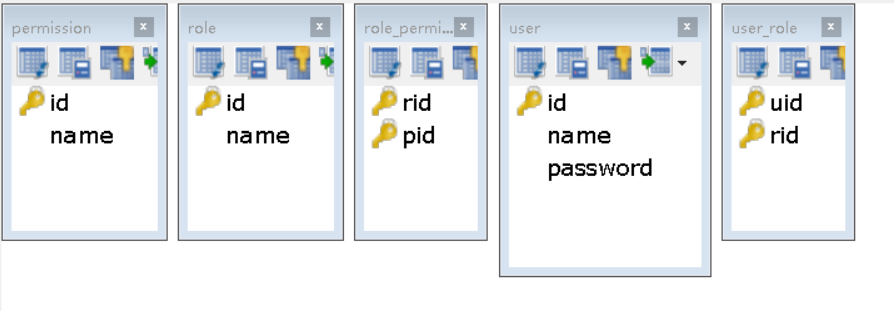 permission x
id
name
role x
id
name
role_permi... x
rid
pid
user x
id
name
password
user_role x
uid
rid